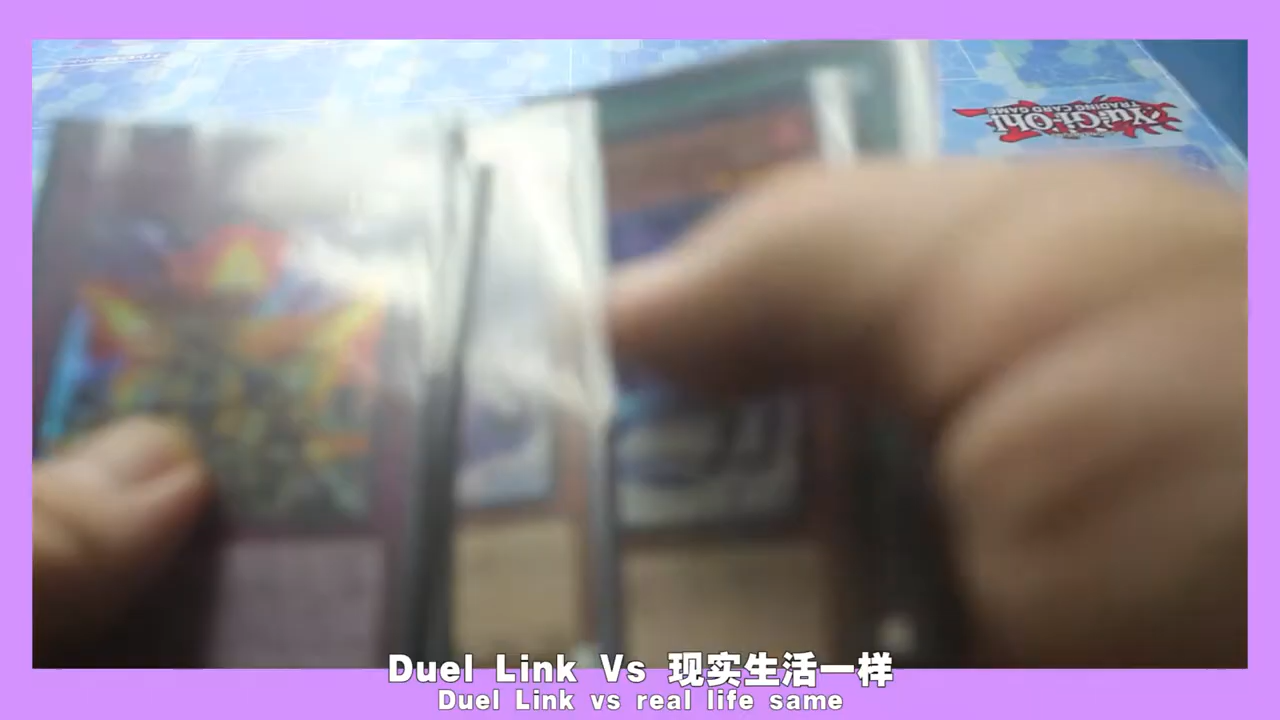 Yu-Gi-Oh!
TRADING CARD GAME
Duel Link Vs 现实生活一样
Duel Link vs real life same